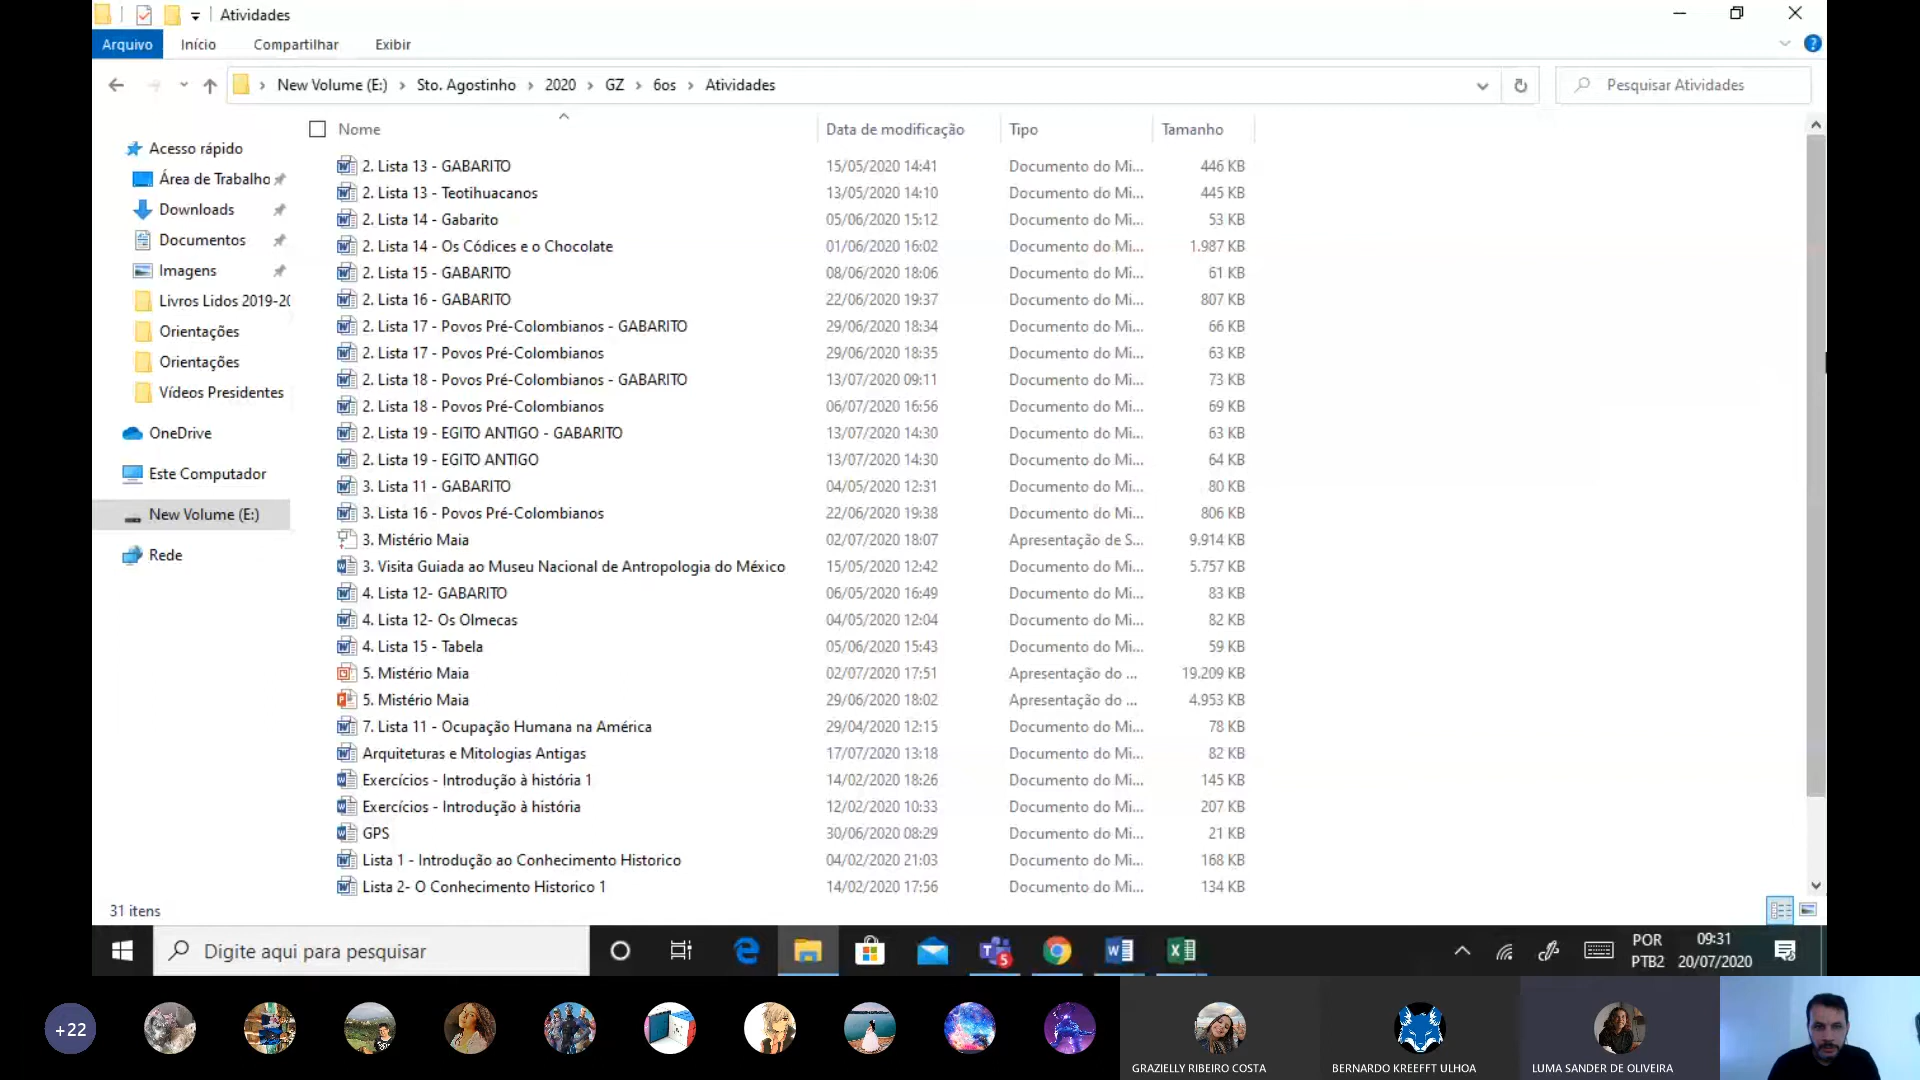 Atividades
Arquivo Início Compartilhar Exibir
New Volume (E:) Sto. Agostinho 2020 GZ 6os Atividades
Pesquisar Atividades
Nome Data de modificação Tipo Tamanho
Acesso rápido
Área de Trabalho
Downloads
Documentos
Imagens
Livros Lidos 2019-20
Orientações
Orientações
Vídeos Presidentes
OneDrive
Este Computador
New Volume (E:)
Rede
2. Lista 13 - GABARITO 15/05/2020 14:41 Documento do Mi... 446 KB
2. Lista 13 - Teotihuacanos 13/05/2020 14:10 Documento do Mi... 445 KB
2. Lista 14 - Gabarito 05/06/2020 15:12 Documento do Mi... 53 KB
2. Lista 14 - Os Códices e o Chocolate 01/06/2020 16:02 Documento do Mi... 1.987 KB
2. Lista 15 - GABARITO 08/06/2020 18:06 Documento do Mi... 61 KB
2. Lista 16 - GABARITO 22/06/2020 19:37 Documento do Mi... 807 KB
2. Lista 17 - Povos Pré-Colombianos - GABARITO 29/06/2020 18:34 Documento do Mi... 66 KB
2. Lista 17 - Povos Pré-Colombianos 29/06/2020 18:35 Documento do Mi... 63 KB
2. Lista 18 - Povos Pré-Colombianos - GABARITO 13/07/2020 09:11 Documento do Mi... 73 KB
2. Lista 18 - Povos Pré-Colombianos 06/07/2020 16:56 Documento do Mi... 69 KB
2. Lista 19 - EGITO ANTIGO - GABARITO 13/07/2020 14:30 Documento do Mi... 63 KB
2. Lista 19 - EGITO ANTIGO 13/07/2020 14:30 Documento do Mi... 64 KB
3. Lista 11 - GABARITO 04/05/2020 12:31 Documento do Mi... 80 KB
3. Lista 16 - Povos Pré-Colombianos 22/06/2020 19:38 Documento do Mi... 806 KB
3. Mistério Maia 02/07/2020 18:07 Apresentação de S... 9.914 KB
3. Visita Guiada ao Museu Nacional de Antropologia do México 15/05/2020 12:42 Documento do Mi... 5.757 KB
4. Lista 12- GABARITO 06/05/2020 16:49 Documento do Mi... 83 KB
4. Lista 12- Os Olmecas 04/05/2020 12:04 Documento do Mi... 82 KB
4. Lista 15 - Tabela 05/06/2020 15:43 Documento do Mi... 59 KB
5. Mistério Maia 02/07/2020 17:51 Apresentação do ... 19.209 KB
5. Mistério Maia 29/06/2020 18:02 Apresentação do ... 4.953 KB
7. Lista 11 - Ocupação Humana na América 29/04/2020 12:15 Documento do Mi... 78 KB
Arquiteturas e Mitologias Antigas 17/07/2020 13:18 Documento do Mi... 82 KB
Exercícios - Introdução à história 1 14/02/2020 18:26 Documento do Mi... 145 KB
Exercícios - Introdução à história 12/02/2020 10:33 Documento do Mi... 207 KB
GPS 30/06/2020 08:29 Documento do Mi... 21 KB
Lista 1 - Introdução ao Conhecimento Historico 04/02/2020 21:03 Documento do Mi... 168 KB
Lista 2- O Conhecimento Historico 1 14/02/2020 17:56 Documento do Mi... 134 KB
31 itens
Digite aqui para pesquisar
5
POR
PTB2
09:31
20/07/2020
+22
GRAZIELLY RIBEIRO COSTA
BERNARDO KREEFFT ULHOA
LUMA SANDER DE OLIVEIRA